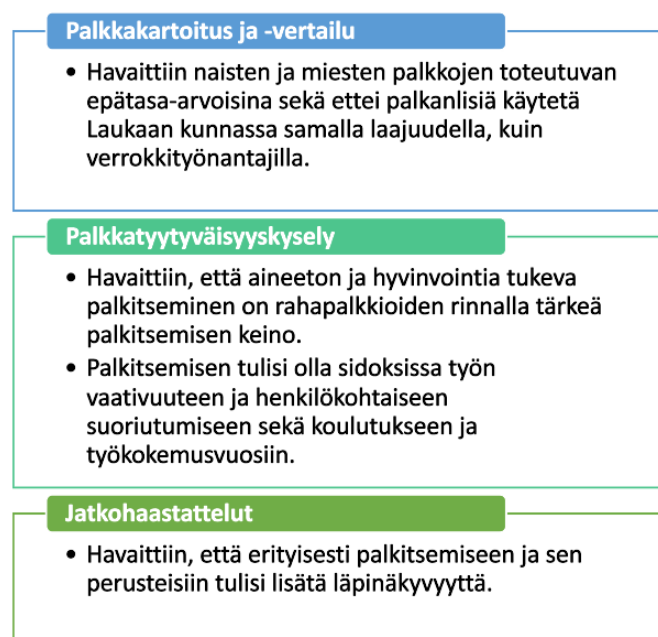 Palkkakartoitus ja -vertailu
• Havaittiin naisten ja miesten palkkojen toteutuvan
epätasa-arvoisina sekä ettei palkanlisiä käytetä
Laukaan kunnassa samalla laajuudella, kuin
verrokkityönantajilla.
Palkkatyytyväisyyskysely
• Havaittiin, että aineeton ja hyvinvointia tukeva
palkitseminen on rahapalkkioiden rinnalla tärkeä
palkitsemisen keino.
• Palkitsemisen tulisi olla sidoksissa työn
vaativuuteen ja henkilökohtaiseen
suoriutumiseen sekä koulutukseen ja
työkokemusvuosiin.
Jatkohaastattelut
• Havaittiin, että erityisesti palkitsemiseen ja sen
perusteisiin tulisi lisätä läpinäkyvyyttä.